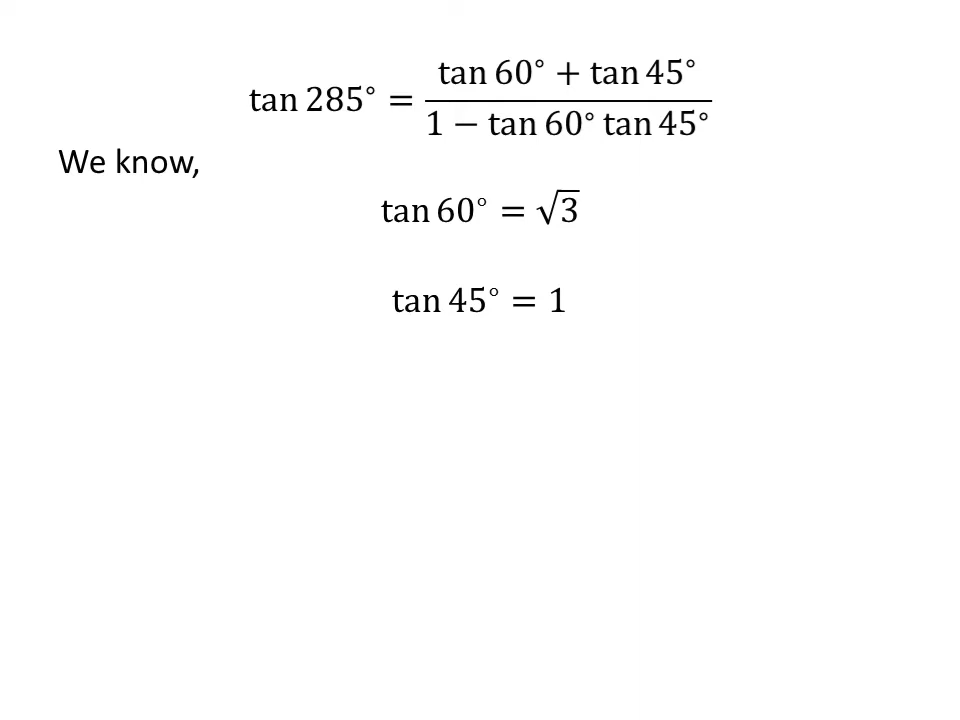 tan 285° = (tan 60° + tan 45°) / (1 − tan 60° tan 45°)
We know,
tan 60° = √3
tan 45° = 1